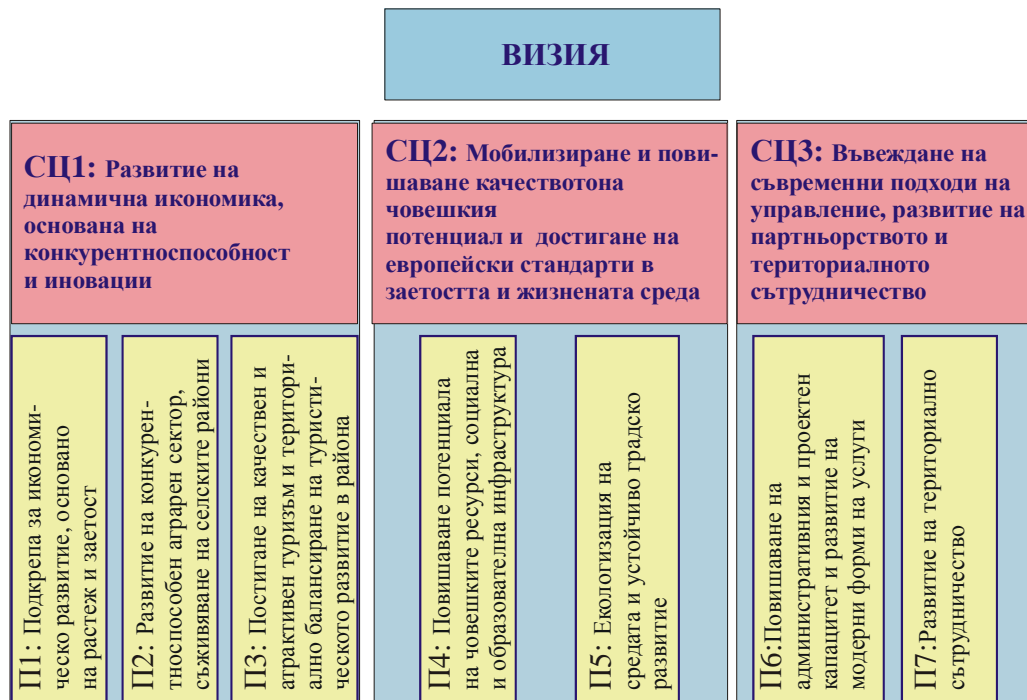 ВИЗИЯ
СЦ1: Развитие на
динамична икономика,
основана на
конкурентноспособност
и иновации
СЦ2: Мобилизиране и пови-
шаване качествотона
човешкия
потенциал и достигане на
европейски стандарти в
заетостта и жизнената среда
СЦ3: Въвеждане на
съвременни подходи на
управление, развитие на
партньорството и
териториалното
сътрудничество
П1: Подкрепа за икономи-
ческо развитие, основано
на растеж и заетост
П2: Развитие на конкурен-
тноспособен аграрен сектор,
съживяване на селските райони
П3: Постигане на качествен и
атрактивен туризъм и територи-
ално балансиране на туристи-
ческото развитие в района
П4: Повишаване потенциала
на човешките ресурси, социална
и образователна инфраструктура
П5: Екологизация на
средата и устойчиво градско
развитие
П6:Повишаване на
административния и проектен
капацитет и развитие на
модерни форми на услуги
П7:Развитие на териториално
сътрудничество